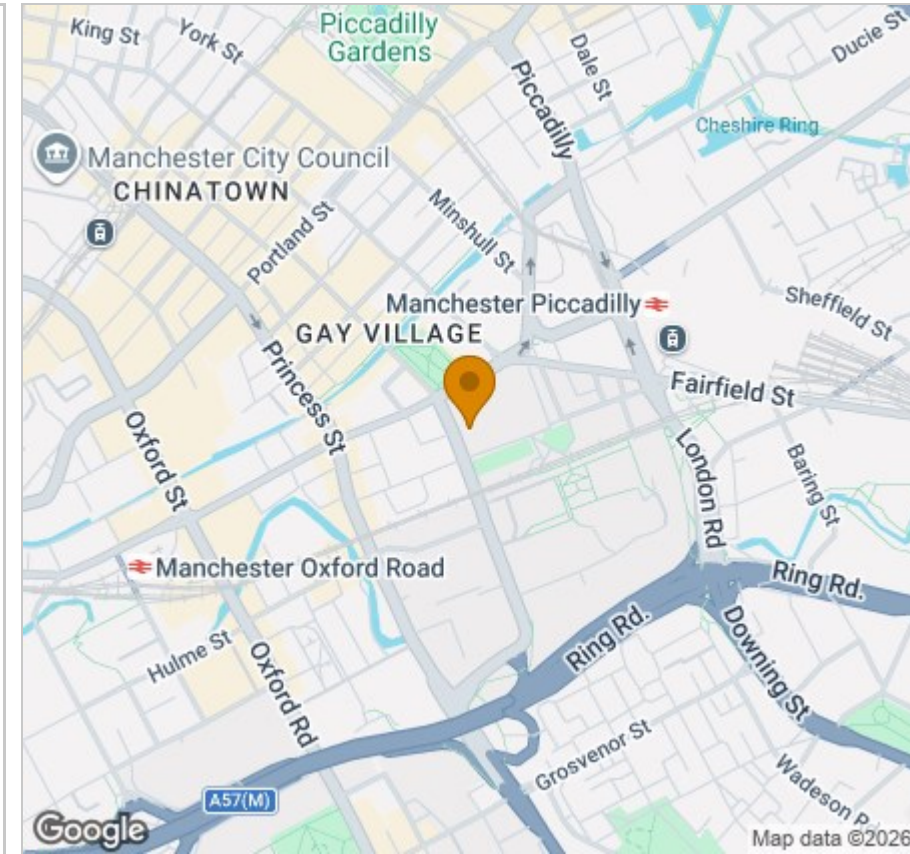 Piccadilly
Gardens
King St
York St
Dale St
Ducie St
Piccadilly
Cheshire Ring
Manchester City Council
CHINATOWN
Minshull St
Portland St
Manchester Piccadilly
Sheffield St
GAY VILLAGE
Princess St
Fairfield St
Oxford St
London Rd
Baring St
Manchester Oxford Road
Ring Rd.
Ring Rd.
Hulme St
Oxford Rd
Downing St
Grosvenor St
Wadeson Rd
A57(M)
Google
Map data ©2026